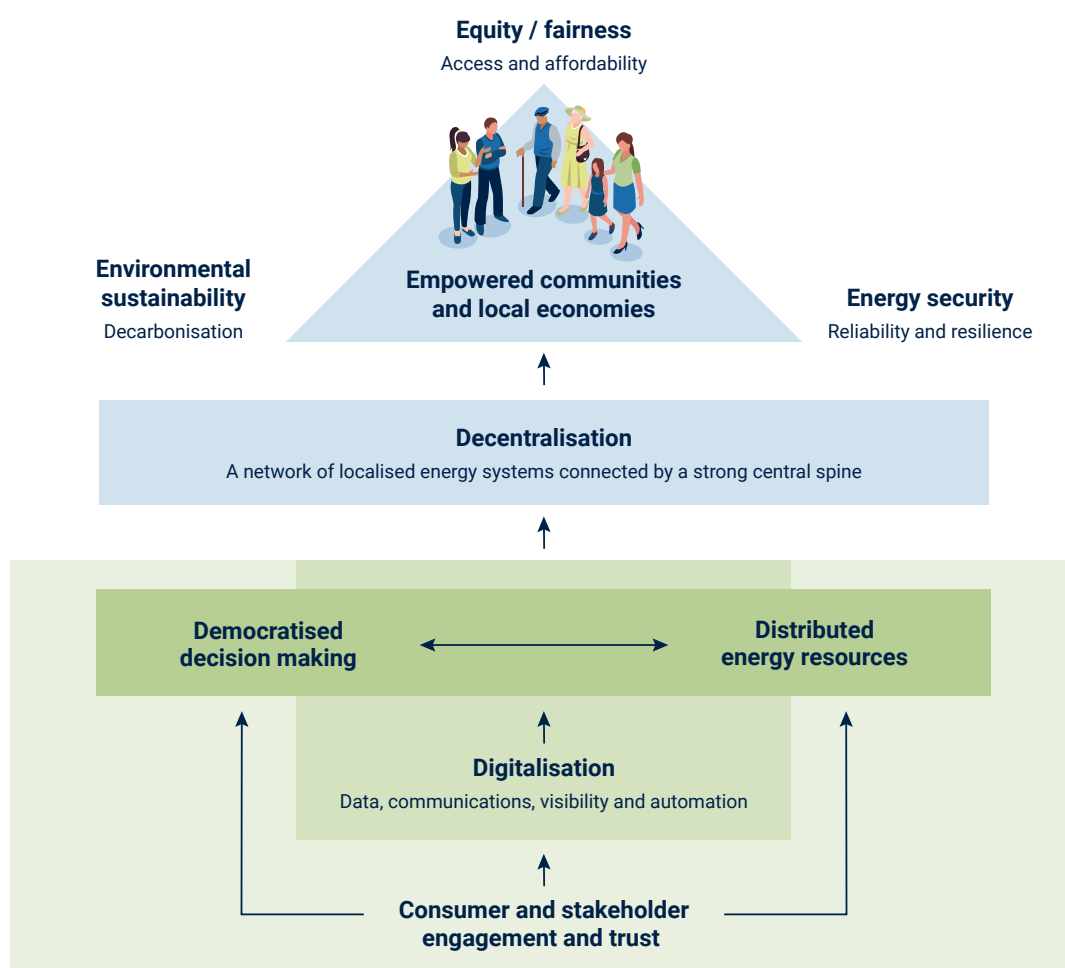 Equity / fairness
Access and affordability
Empowered communities
and local economies
Environmental
sustainability
Decarbonisation
Energy security
Reliability and resilience
Decentralisation
A network of localised energy systems connected by a strong central spine
Democratised
decision making
Distributed
energy resources
Digitalisation
Data, communications, visibility and automation
Consumer and stakeholder
engagement and trust